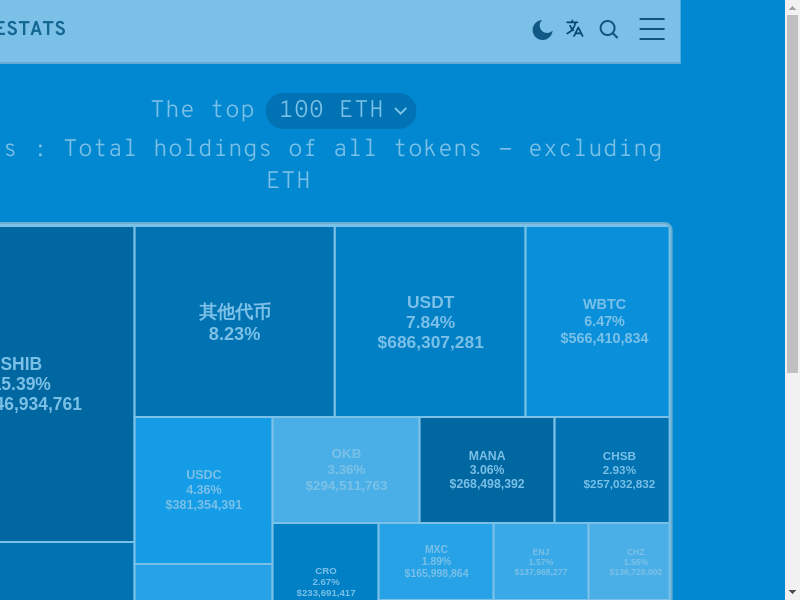 ESTATS
The top 100 ETH
s : Total holdings of all tokens - excluding
ETH
SHIB
5.39%
46,934,761
其他代币
8.23%
USDT
7.84%
$686,307,281
WBTC
6.47%
$566,410,834
USDC
4.36%
$381,354,391
OKB
3.36%
$294,511,763
MANA
3.06%
$268,498,392
CHSB
2.93%
$257,032,832
CRO
2.67%
$233,691,417
MXC
1.89%
$165,998,864
ENJ
1.57%
$137,968,277
CHZ
1.56%
$136,728,002